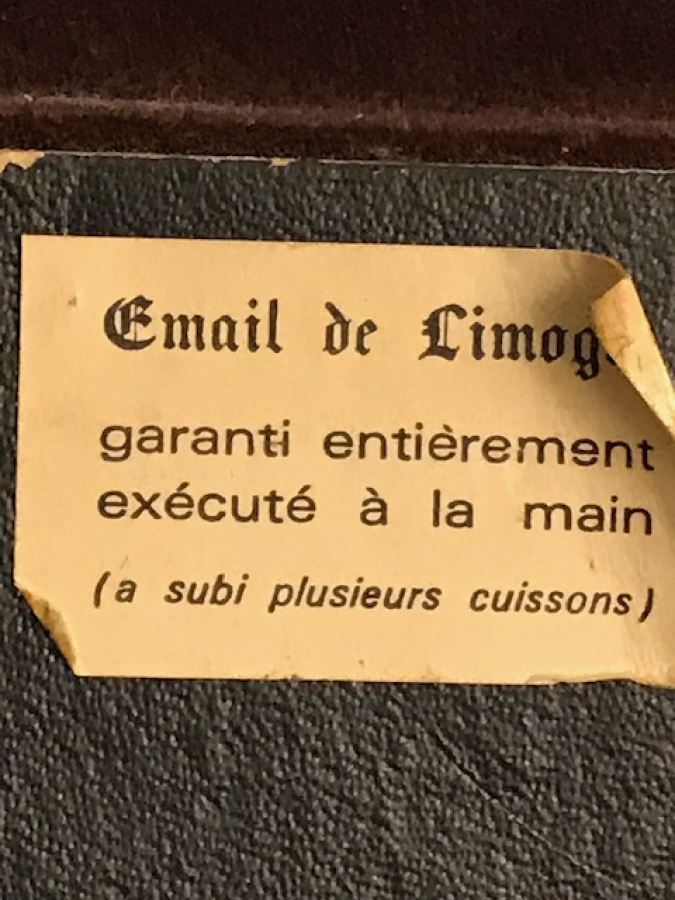 Email de Limog
garanti entièrement
exécuté à la main
(a subi plusieurs cuissons)